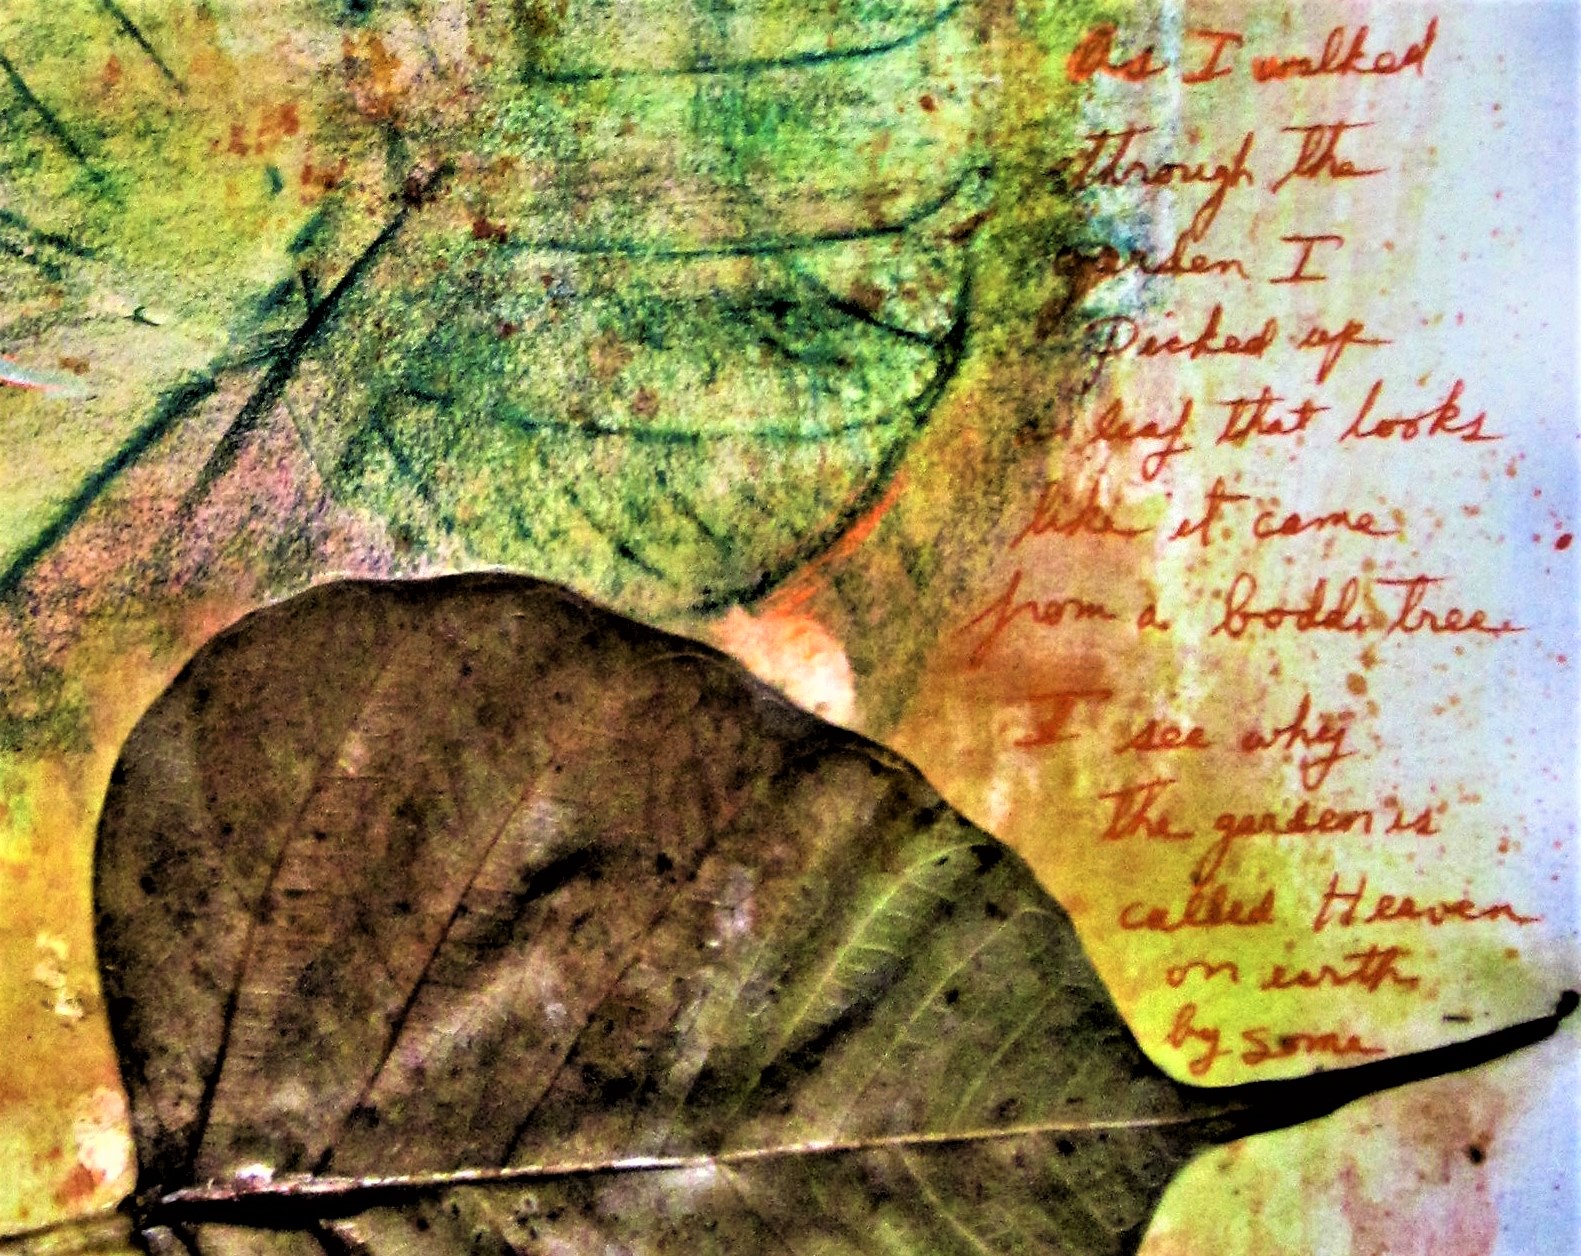 As I walked
through the
garden I
Picked up
leaf that looks
like it came
from a boddi tree.
I see why
the garden is
called Heaven
on earth
by some